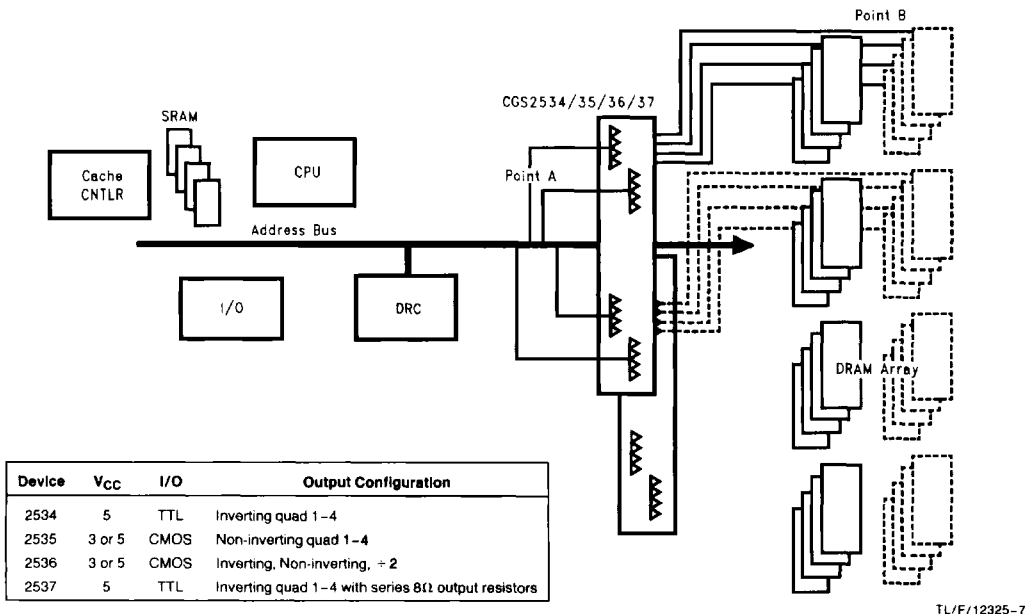 Point B
CGS2534/35/36/37
SRAM
Cache
CNTLR
CPU
Point A
Address Bus
I/O
DRC
DRAM Array
Device VCC I/O Output Configuration
2534 5 TTL Inverting quad 1–4
2535 3 or 5 CMOS Non-inverting quad 1–4
2536 3 or 5 CMOS Inverting, Non-inverting, ÷ 2
2537 5 TTL Inverting quad 1–4 with series 8Ω output resistors
TL/F/12325–7